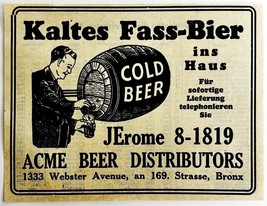 Kaltes Fass-Bier
ins
Haus
Für
sofortige
Lieferung
telephonieren
Sie
COLD
BEER
JErome 8-1819
ACME BEER DISTRIBUTORS
1333 Webster Avenue, an 169. Strasse, Bronx